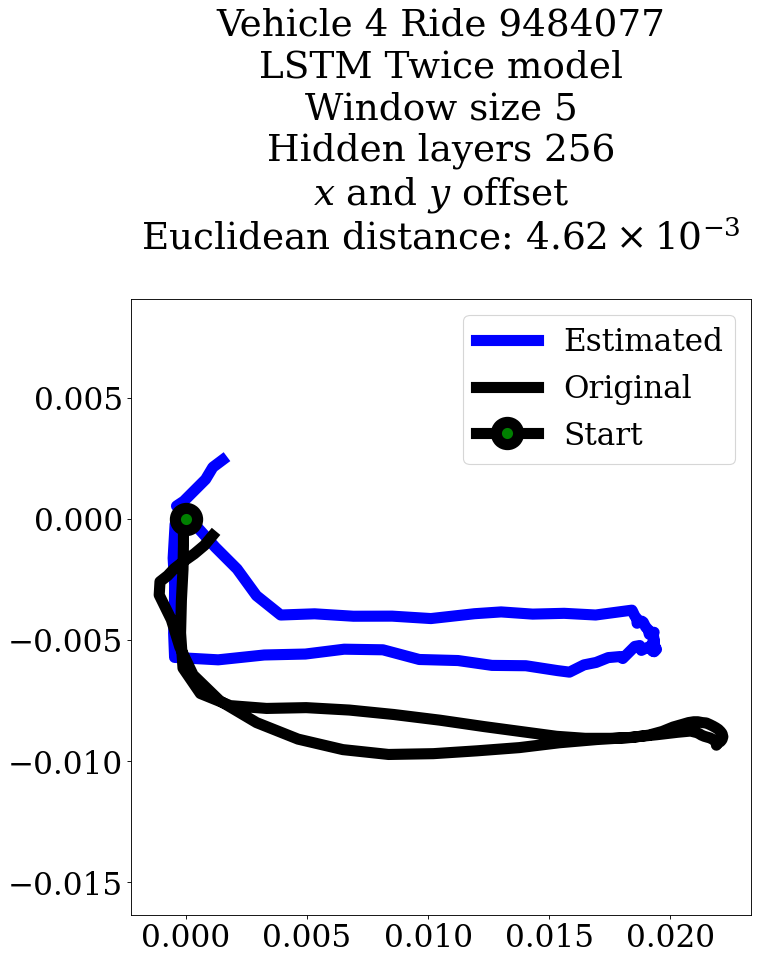 Vehicle 4 Ride 9484077
LSTM Twice model
Window size 5
Hidden layers 256
x and y offset
Euclidean distance: 4.62 × 10⁻³
Estimated
Original
Start
0.005
0.000
−0.005
−0.010
−0.015
0.000 0.005 0.010 0.015 0.020